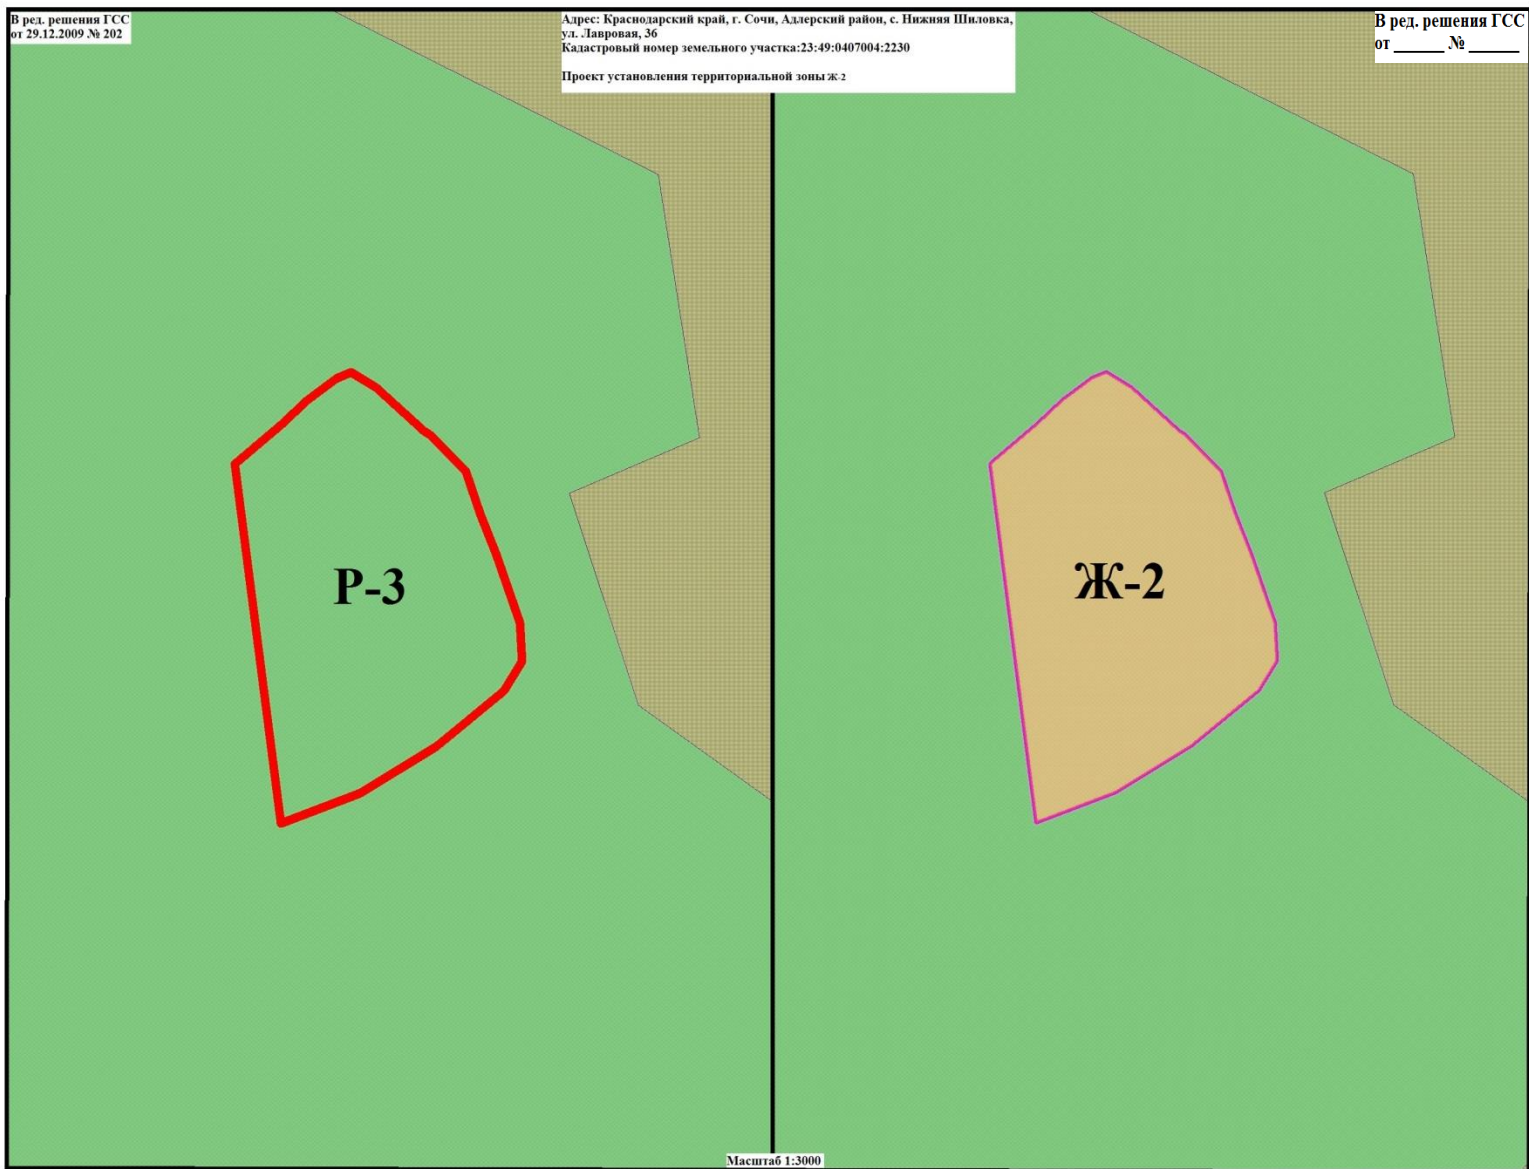 В ред. решения ГСС
от 29.12.2009 № 202
Адрес: Краснодарский край, г. Сочи, Адлерский район, с. Нижняя Шиловка,
ул. Лавровая, 36
Кадастровый номер земельного участка:23:49:0407004:2230
Проект установления территориальной зоны Ж-2
В ред. решения ГСС
от ______ № ______
Р-3
Ж-2
Масштаб 1:3000